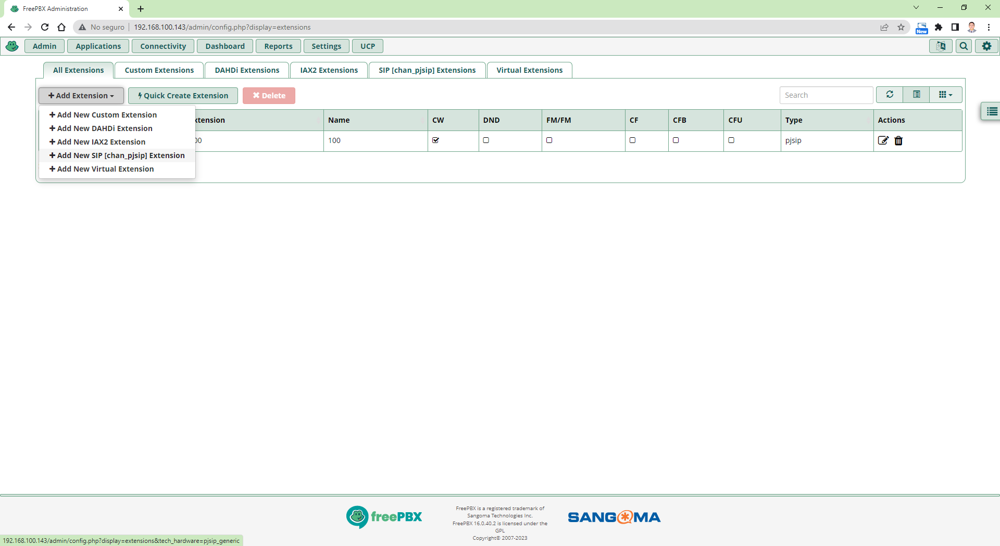 FreePBX Administration
No seguro
192.168.100.143/admin/config.php?display=extensions
New
Admin
Applications
Connectivity
Dashboard
Reports
Settings
UCP
All Extensions
Custom Extensions
DAHDi Extensions
IAX2 Extensions
SIP [chan_pjsip] Extensions
Virtual Extensions
Add Extension
Quick Create Extension
Delete
Search
Add New Custom Extension
Add New DAHDi Extension
Add New IAX2 Extension
Add New SIP [chan_pjsip] Extension
Add New Virtual Extension
xtension
Name
CW
DND
FM/FM
CF
CFB
CFU
Type
Actions
00
100
pjsip
freePBX
FreePBX is a registered trademark of
Sangoma Technologies Inc.
FreePBX 16.0.40.2 is licensed under the
GPL
Copyright© 2007-2023
SANGOMA
192.168.100.143/admin/config.php?display=extensions&tech_hardware=pjsip_generic